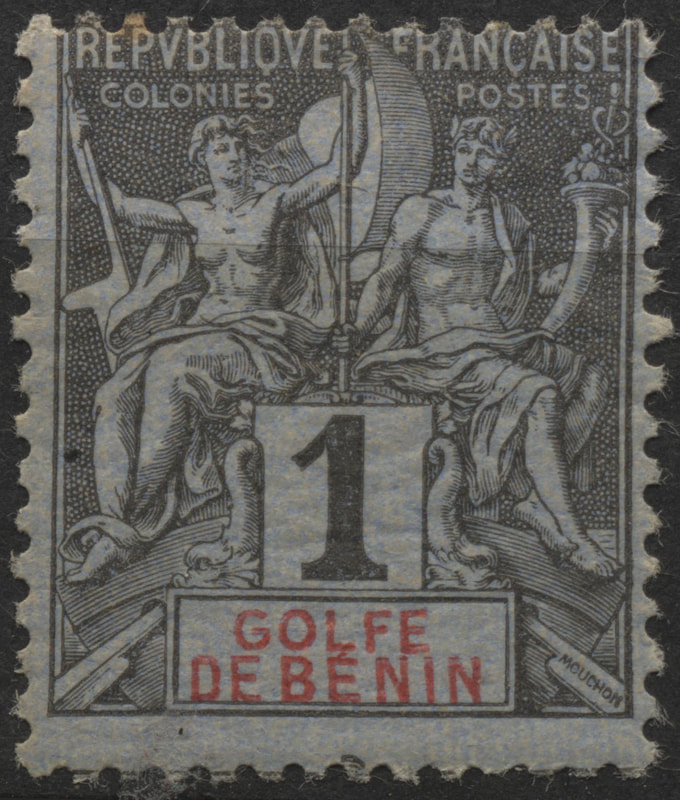 REPVBLIQVE FRANÇAISE
COLONIES POSTES
1
GOLFE
DE BÉNIN
MOUCHON